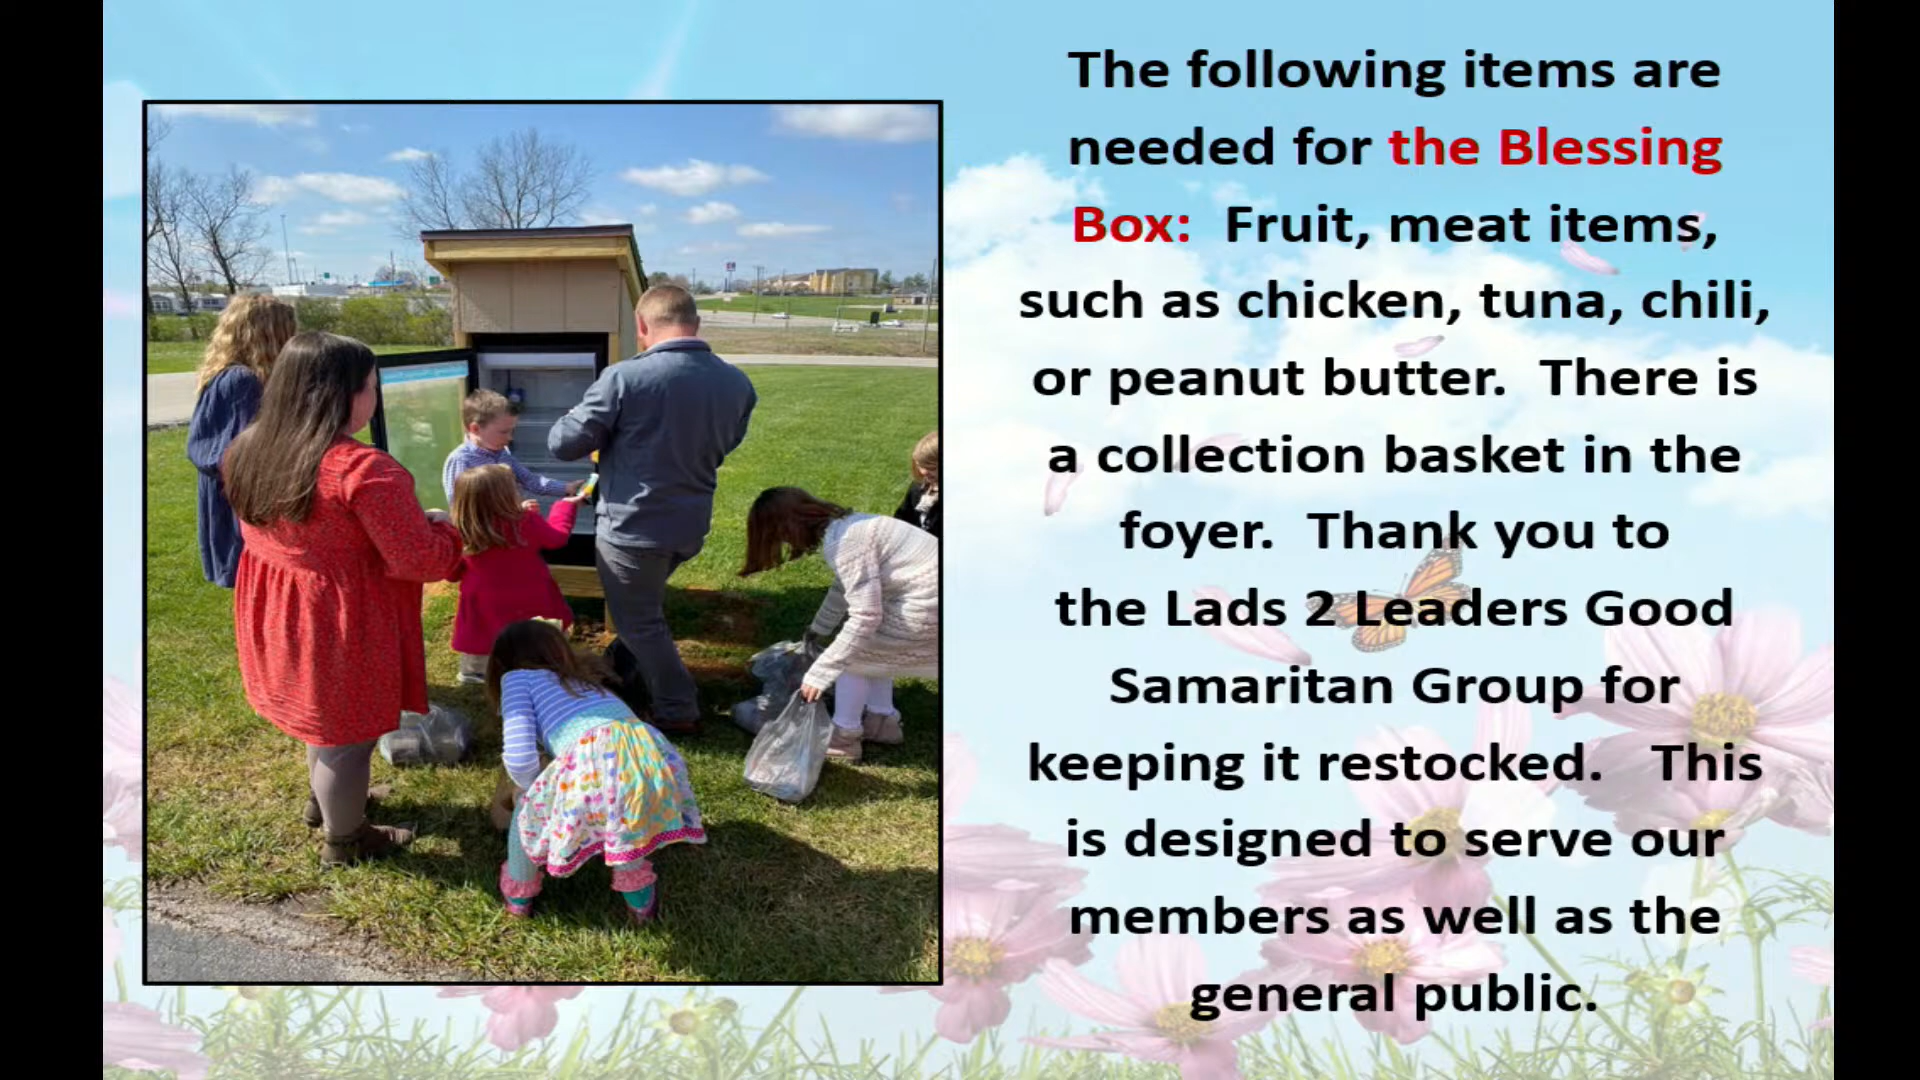 The following items are
needed for the Blessing
Box:  Fruit, meat items,
such as chicken, tuna, chili,
or peanut butter.  There is
a collection basket in the
foyer.  Thank you to
the Lads 2 Leaders Good
Samaritan Group for
keeping it restocked.   This
is designed to serve our
members as well as the
general public.